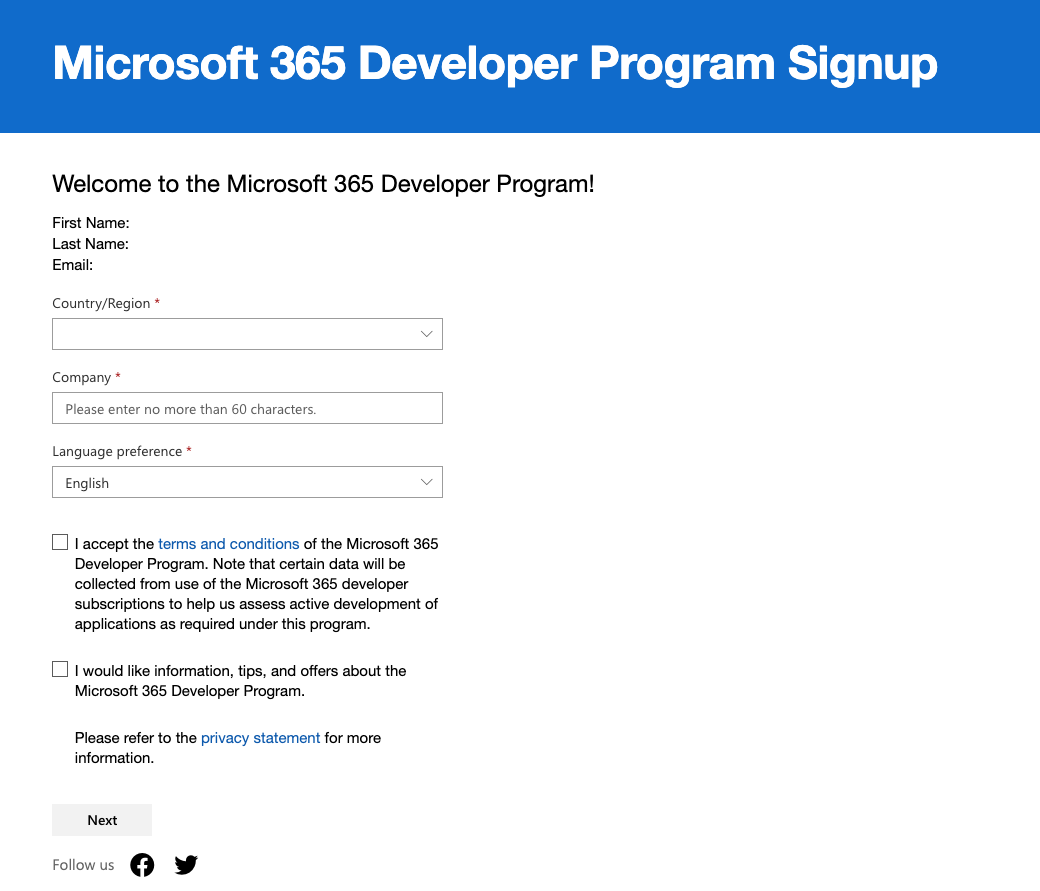 Microsoft 365 Developer Program Signup
Welcome to the Microsoft 365 Developer Program!
First Name:
Last Name:
Email:
Country/Region *
Company *
Please enter no more than 60 characters.
Language preference *
English
I accept the terms and conditions of the Microsoft 365
Developer Program. Note that certain data will be
collected from use of the Microsoft 365 developer
subscriptions to help us assess active development of
applications as required under this program.
I would like information, tips, and offers about the
Microsoft 365 Developer Program.
Please refer to the privacy statement for more
information.
Next
Follow us